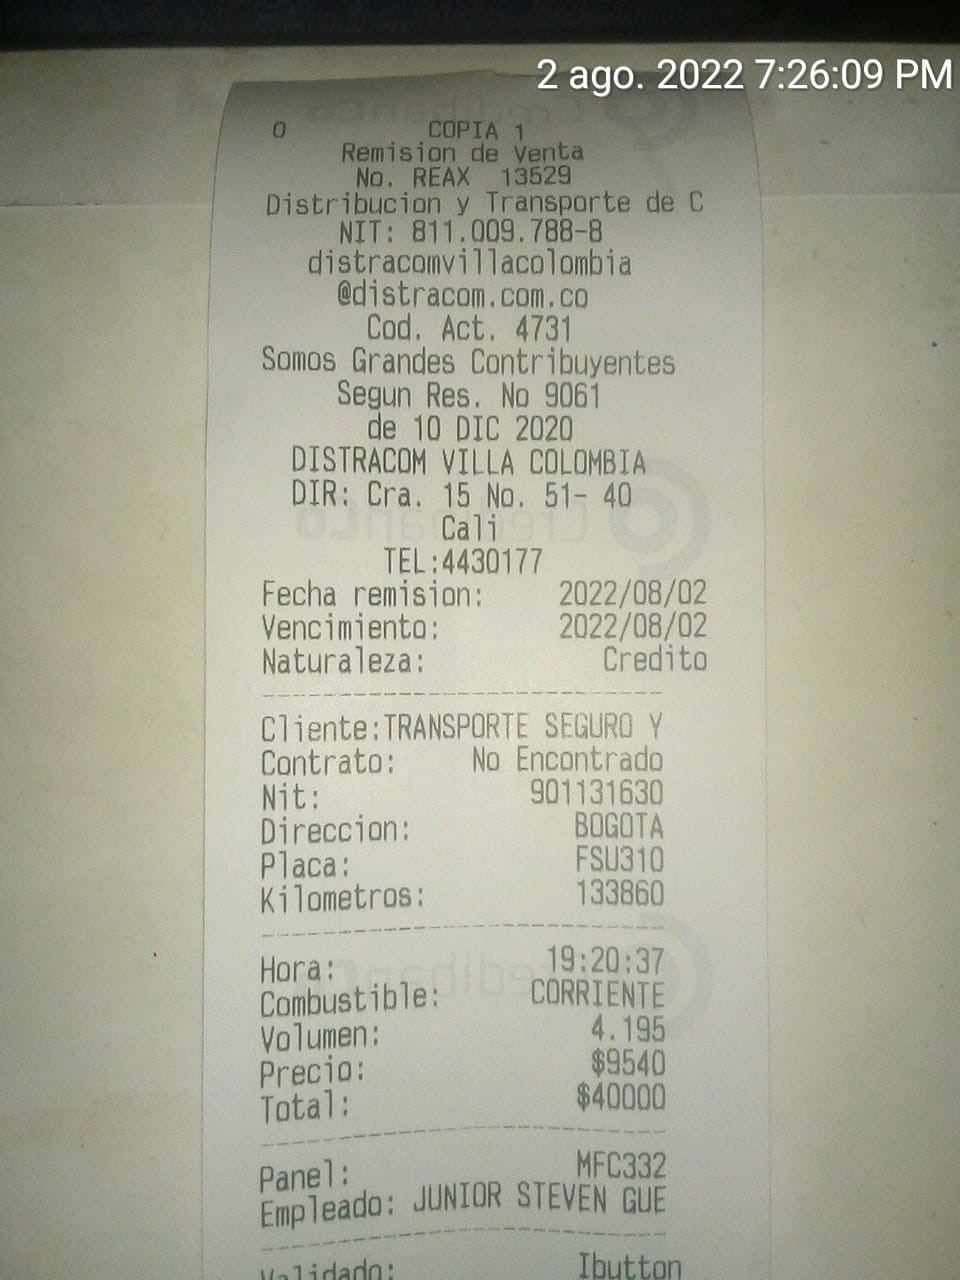 2 ago. 2022 7:26:09 PM
0 COPIA 1
Remision de Venta
No. REAX 13529
Distribucion y Transporte de C
NIT: 811.009.788-8
distracomvillacolombia
@distracom.com.co
Cod. Act. 4731
Somos Grandes Contribuyentes
Segun Res. No 9061
de 10 DIC 2020
DISTRACOM VILLA COLOMBIA
DIR: Cra. 15 No. 51- 40
Cali
TEL:4430177
Fecha remision: 2022/08/02
Vencimiento: 2022/08/02
Naturaleza: Credito
Cliente:TRANSPORTE SEGURO Y
Contrato: No Encontrado
Nit: 901131630
Direccion: BOGOTA
Placa: FSU310
Kilometros: 133860
Hora: 19:20:37
Combustible: CORRIENTE
Volumen: 4.195
Precio: $9540
Total: $40000
Panel: MFC332
Empleado: JUNIOR STEVEN GUE
Validado: Ibutton